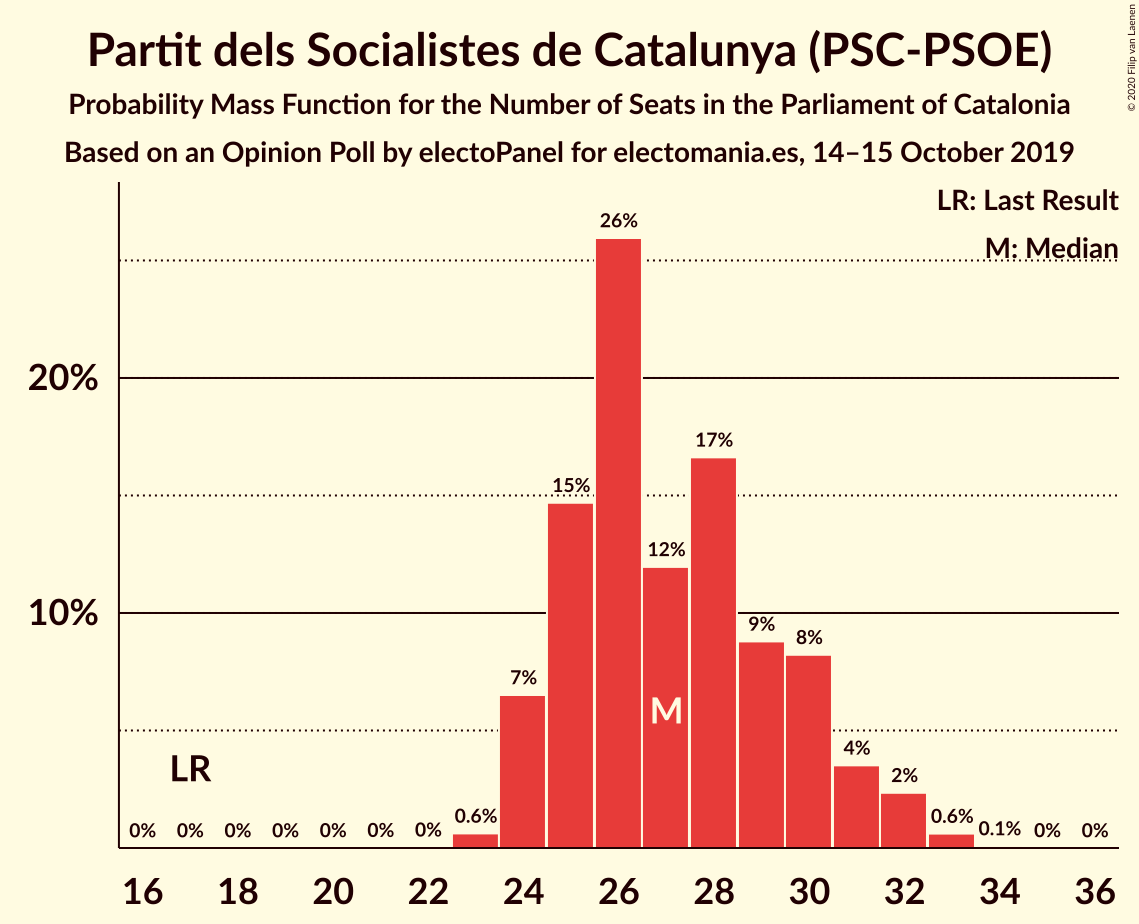 Partit dels Socialistes de Catalunya (PSC-PSOE)
Probability Mass Function for the Number of Seats in the Parliament of Catalonia
Based on an Opinion Poll by electoPanel for electomania.es, 14–15 October 2019
© 2020 Filip van Laenen
LR: Last Result
M: Median
26%
20%
17%
15%
12%
10%
9%
8%
7%
M
4%
LR
2%
0% 0% 0% 0% 0% 0% 0% 0.6% 0.6% 0.1% 0% 0%
16 18 20 22 24 26 28 30 32 34 36